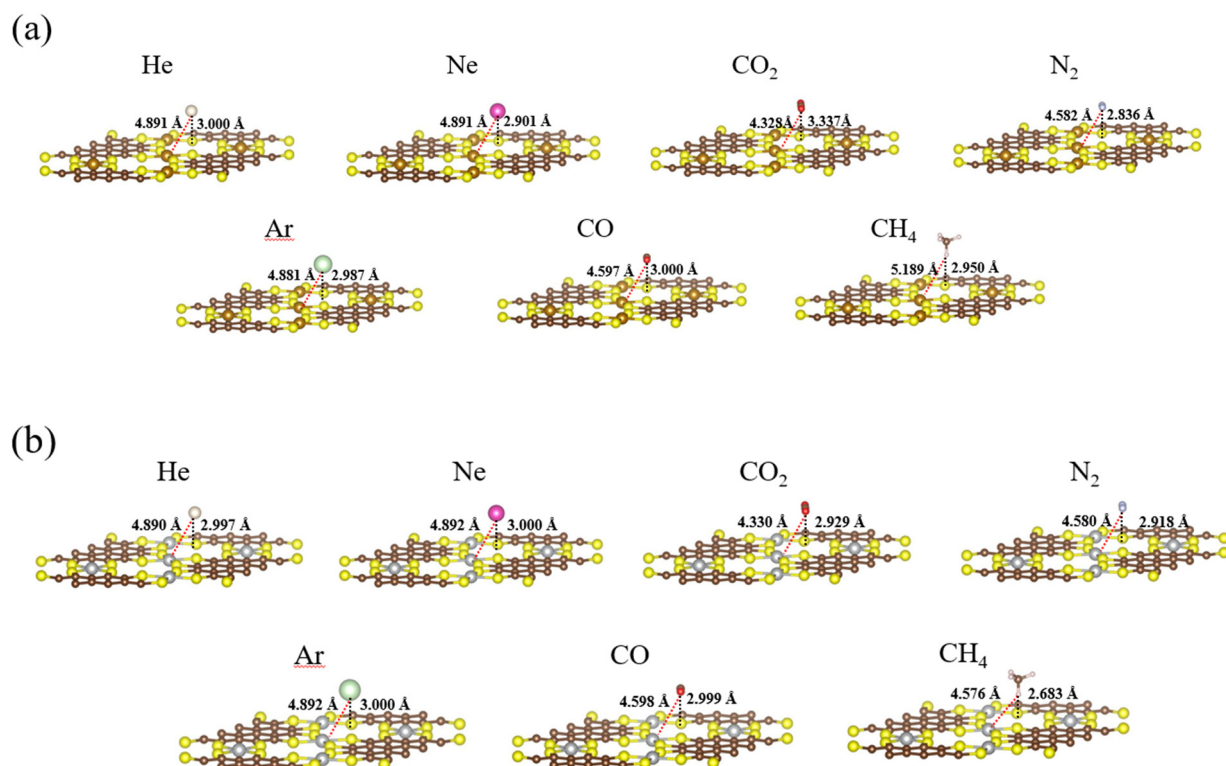 (a)
He Ne CO₂ N₂
4.891 Å 3.000 Å 4.891 Å 2.901 Å 4.328Å 3.337Å 4.582 Å 2.836 Å
Ar CO CH₄
4.881 Å 2.987 Å 4.597 Å 3.000 Å 5.189 Å 2.950 Å
(b)
He Ne CO₂ N₂
4.890 Å 2.997 Å 4.892 Å 3.000 Å 4.330 Å 2.929 Å 4.580 Å 2.918 Å
Ar CO CH₄
4.892 Å 3.000 Å 4.598 Å 2.999 Å 4.576 Å 2.683 Å